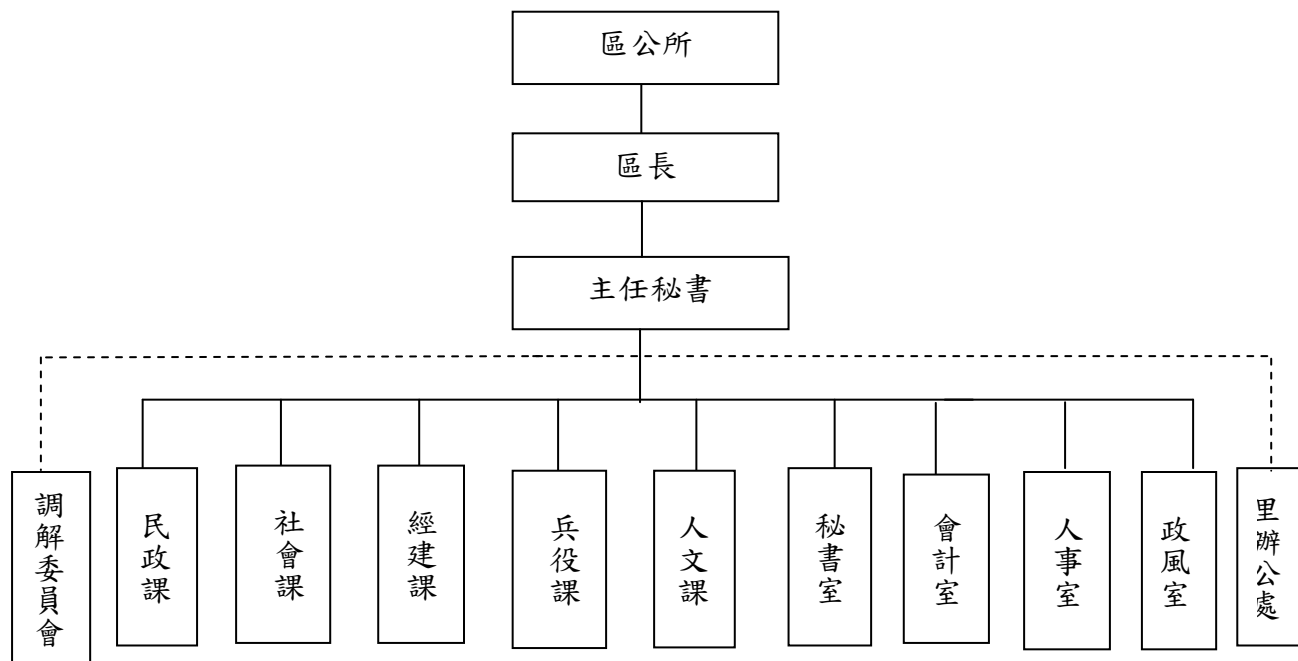 區公所
區長
主任秘書
調解委員會
民政課
社會課
經建課
兵役課
人文課
秘書室
會計室
人事室
政風室
里辦公處